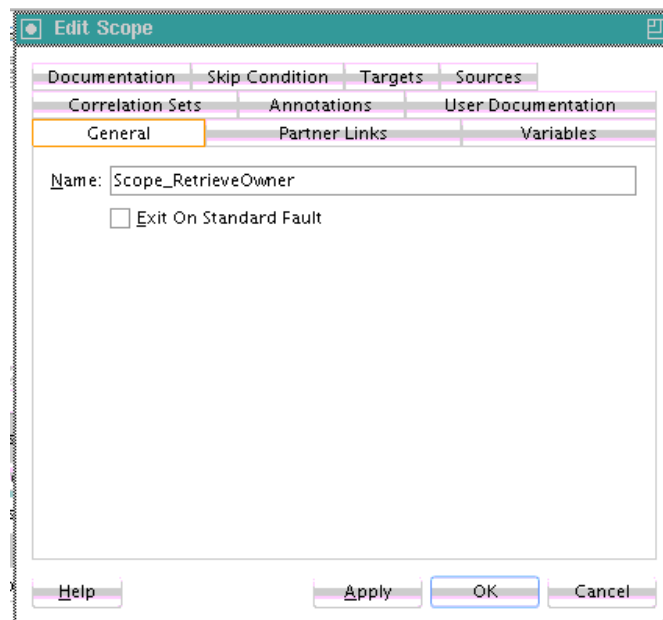 Edit Scope
Documentation Skip Condition Targets Sources
Correlation Sets Annotations User Documentation
General Partner Links Variables
Name: Scope_RetrieveOwner
Exit On Standard Fault
Help Apply OK Cancel